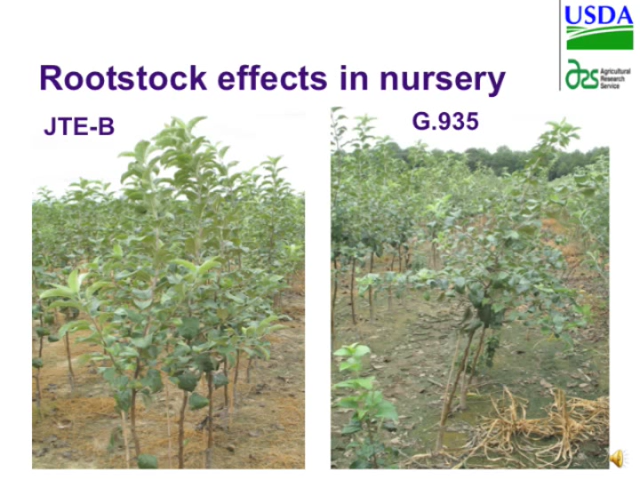 USDA
Agricultural
Research
Service
Rootstock effects in nursery
JTE-B
G.935